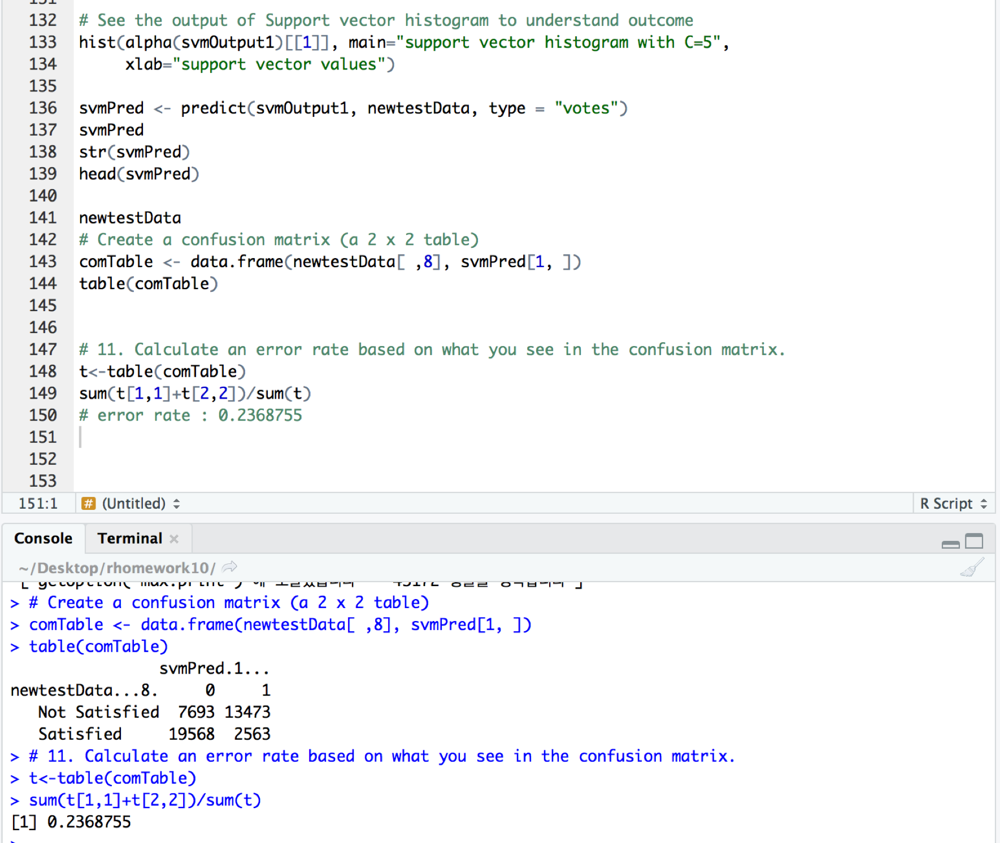 131
132 # See the output of Support vector histogram to understand outcome
133 hist(alpha(svmOutput1)[[1]], main="support vector histogram with C=5",
134 xlab="support vector values")
135
136 svmPred <- predict(svmOutput1, newtestData, type = "votes")
137 svmPred
138 str(svmPred)
139 head(svmPred)
140
141 newtestData
142 # Create a confusion matrix (a 2 x 2 table)
143 comTable <- data.frame(newtestData[ ,8], svmPred[1, ])
144 table(comTable)
145
146
147 # 11. Calculate an error rate based on what you see in the confusion matrix.
148 t<-table(comTable)
149 sum(t[1,1]+t[2,2])/sum(t)
150 # error rate : 0.2368755
151
152
153
151:1 # (Untitled) R Script
Console Terminal
~/Desktop/rhomework10/
[ getOption("max.print")
> # Create a confusion matrix (a 2 x 2 table)
> comTable <- data.frame(newtestData[ ,8], svmPred[1, ])
> table(comTable)
svmPred.1...
newtestData...8. 0 1
Not Satisfied 7693 13473
Satisfied 19568 2563
> # 11. Calculate an error rate based on what you see in the confusion matrix.
> t<-table(comTable)
> sum(t[1,1]+t[2,2])/sum(t)
[1] 0.2368755
>